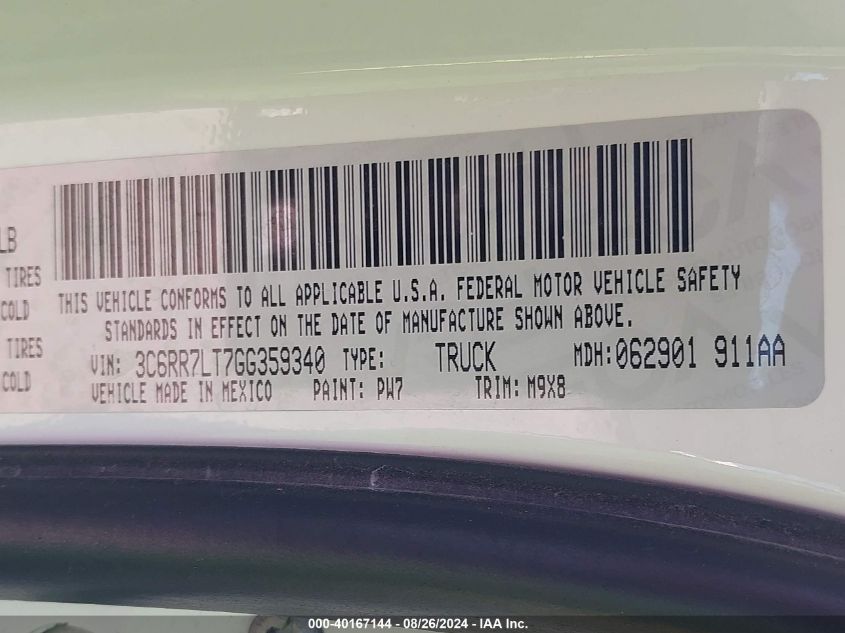 LB
TIRES
COLD
TIRES
COLD
THIS VEHICLE CONFORMS TO ALL APPLICABLE U.S.A. FEDERAL MOTOR VEHICLE SAFETY
STANDARDS IN EFFECT ON THE DATE OF MANUFACTURE SHOWN ABOVE.
VIN: 3C6RR7LT7GG359340 TYPE: TRUCK MDH:062901 911AA
VEHICLE MADE IN MEXICO PAINT: PW7 TRIM: M9X8
000-40167144 - 08/26/2024 - IAA Inc.